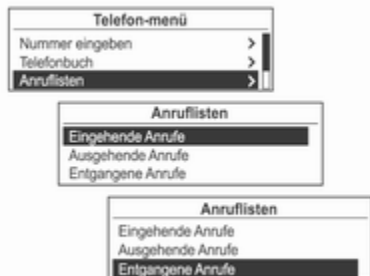 Telefon-menü
Nummer eingeben >
Telefonbuch >
Anruflisten >
Anruflisten
Eingehende Anrufe
Ausgehende Anrufe
Entgangene Anrufe
Anruflisten
Eingehende Anrufe
Ausgehende Anrufe
Entgangene Anrufe